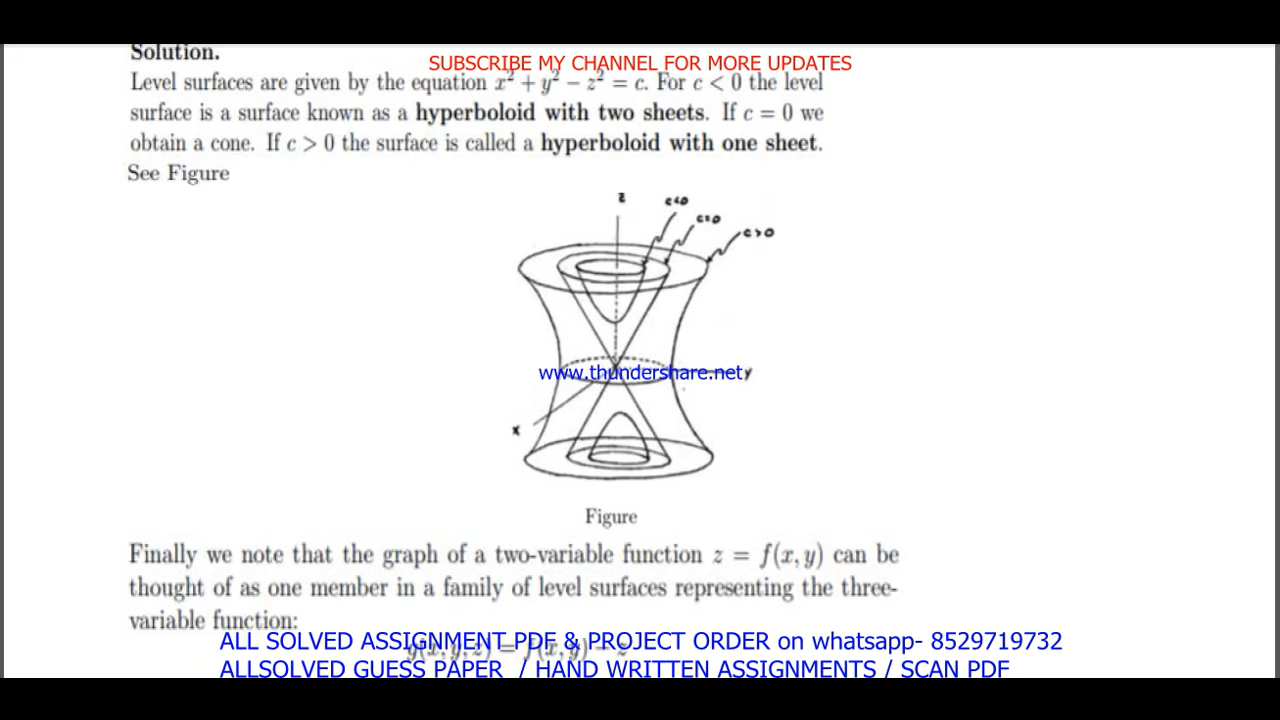 Solution.
SUBSCRIBE MY CHANNEL FOR MORE UPDATES
Level surfaces are given by the equation x² + y² − z² = c. For c < 0 the level
surface is a surface known as a hyperboloid with two sheets. If c = 0 we
obtain a cone. If c > 0 the surface is called a hyperboloid with one sheet.
See Figure
z
c<0
c=0
c>0
www.thundershare.net
y
x
Figure
Finally we note that the graph of a two-variable function z = f(x, y) can be
thought of as one member in a family of level surfaces representing the three-
variable function:
ALL SOLVED ASSIGNMENT PDF & PROJECT ORDER on whatsapp- 8529719732
g(x, y, z) = f(x, y) − z
ALLSOLVED GUESS PAPER / HAND WRITTEN ASSIGNMENTS / SCAN PDF